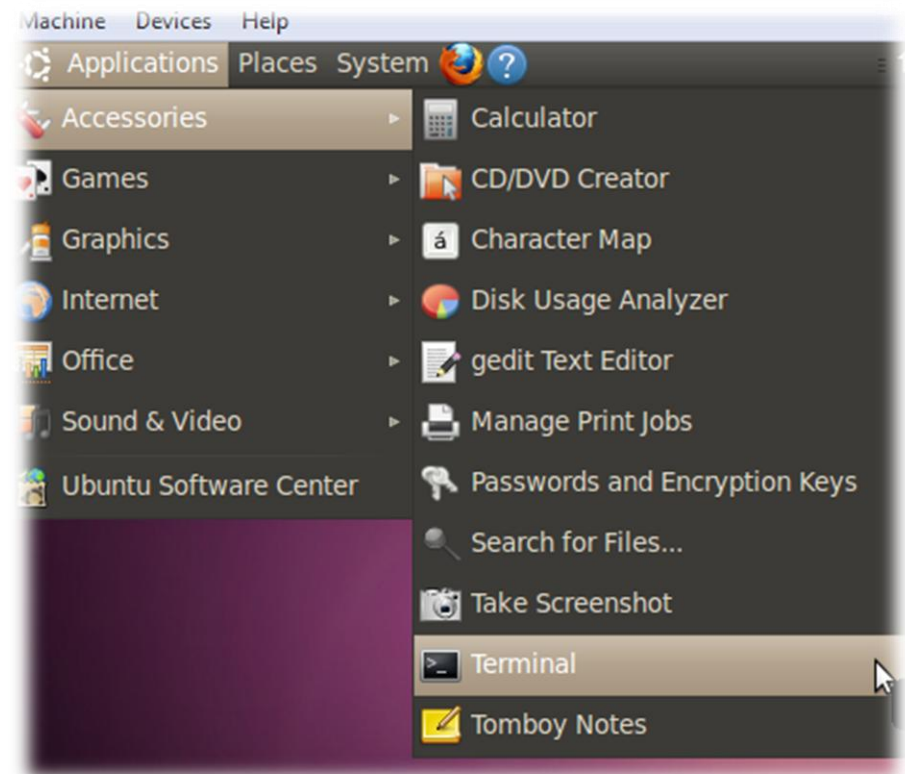 Machine Devices Help
Applications Places System ?
Accessories
Games
Graphics
Internet
Office
Sound & Video
Ubuntu Software Center
Calculator
CD/DVD Creator
á Character Map
Disk Usage Analyzer
gedit Text Editor
Manage Print Jobs
Passwords and Encryption Keys
Search for Files...
Take Screenshot
>_ Terminal
Tomboy Notes